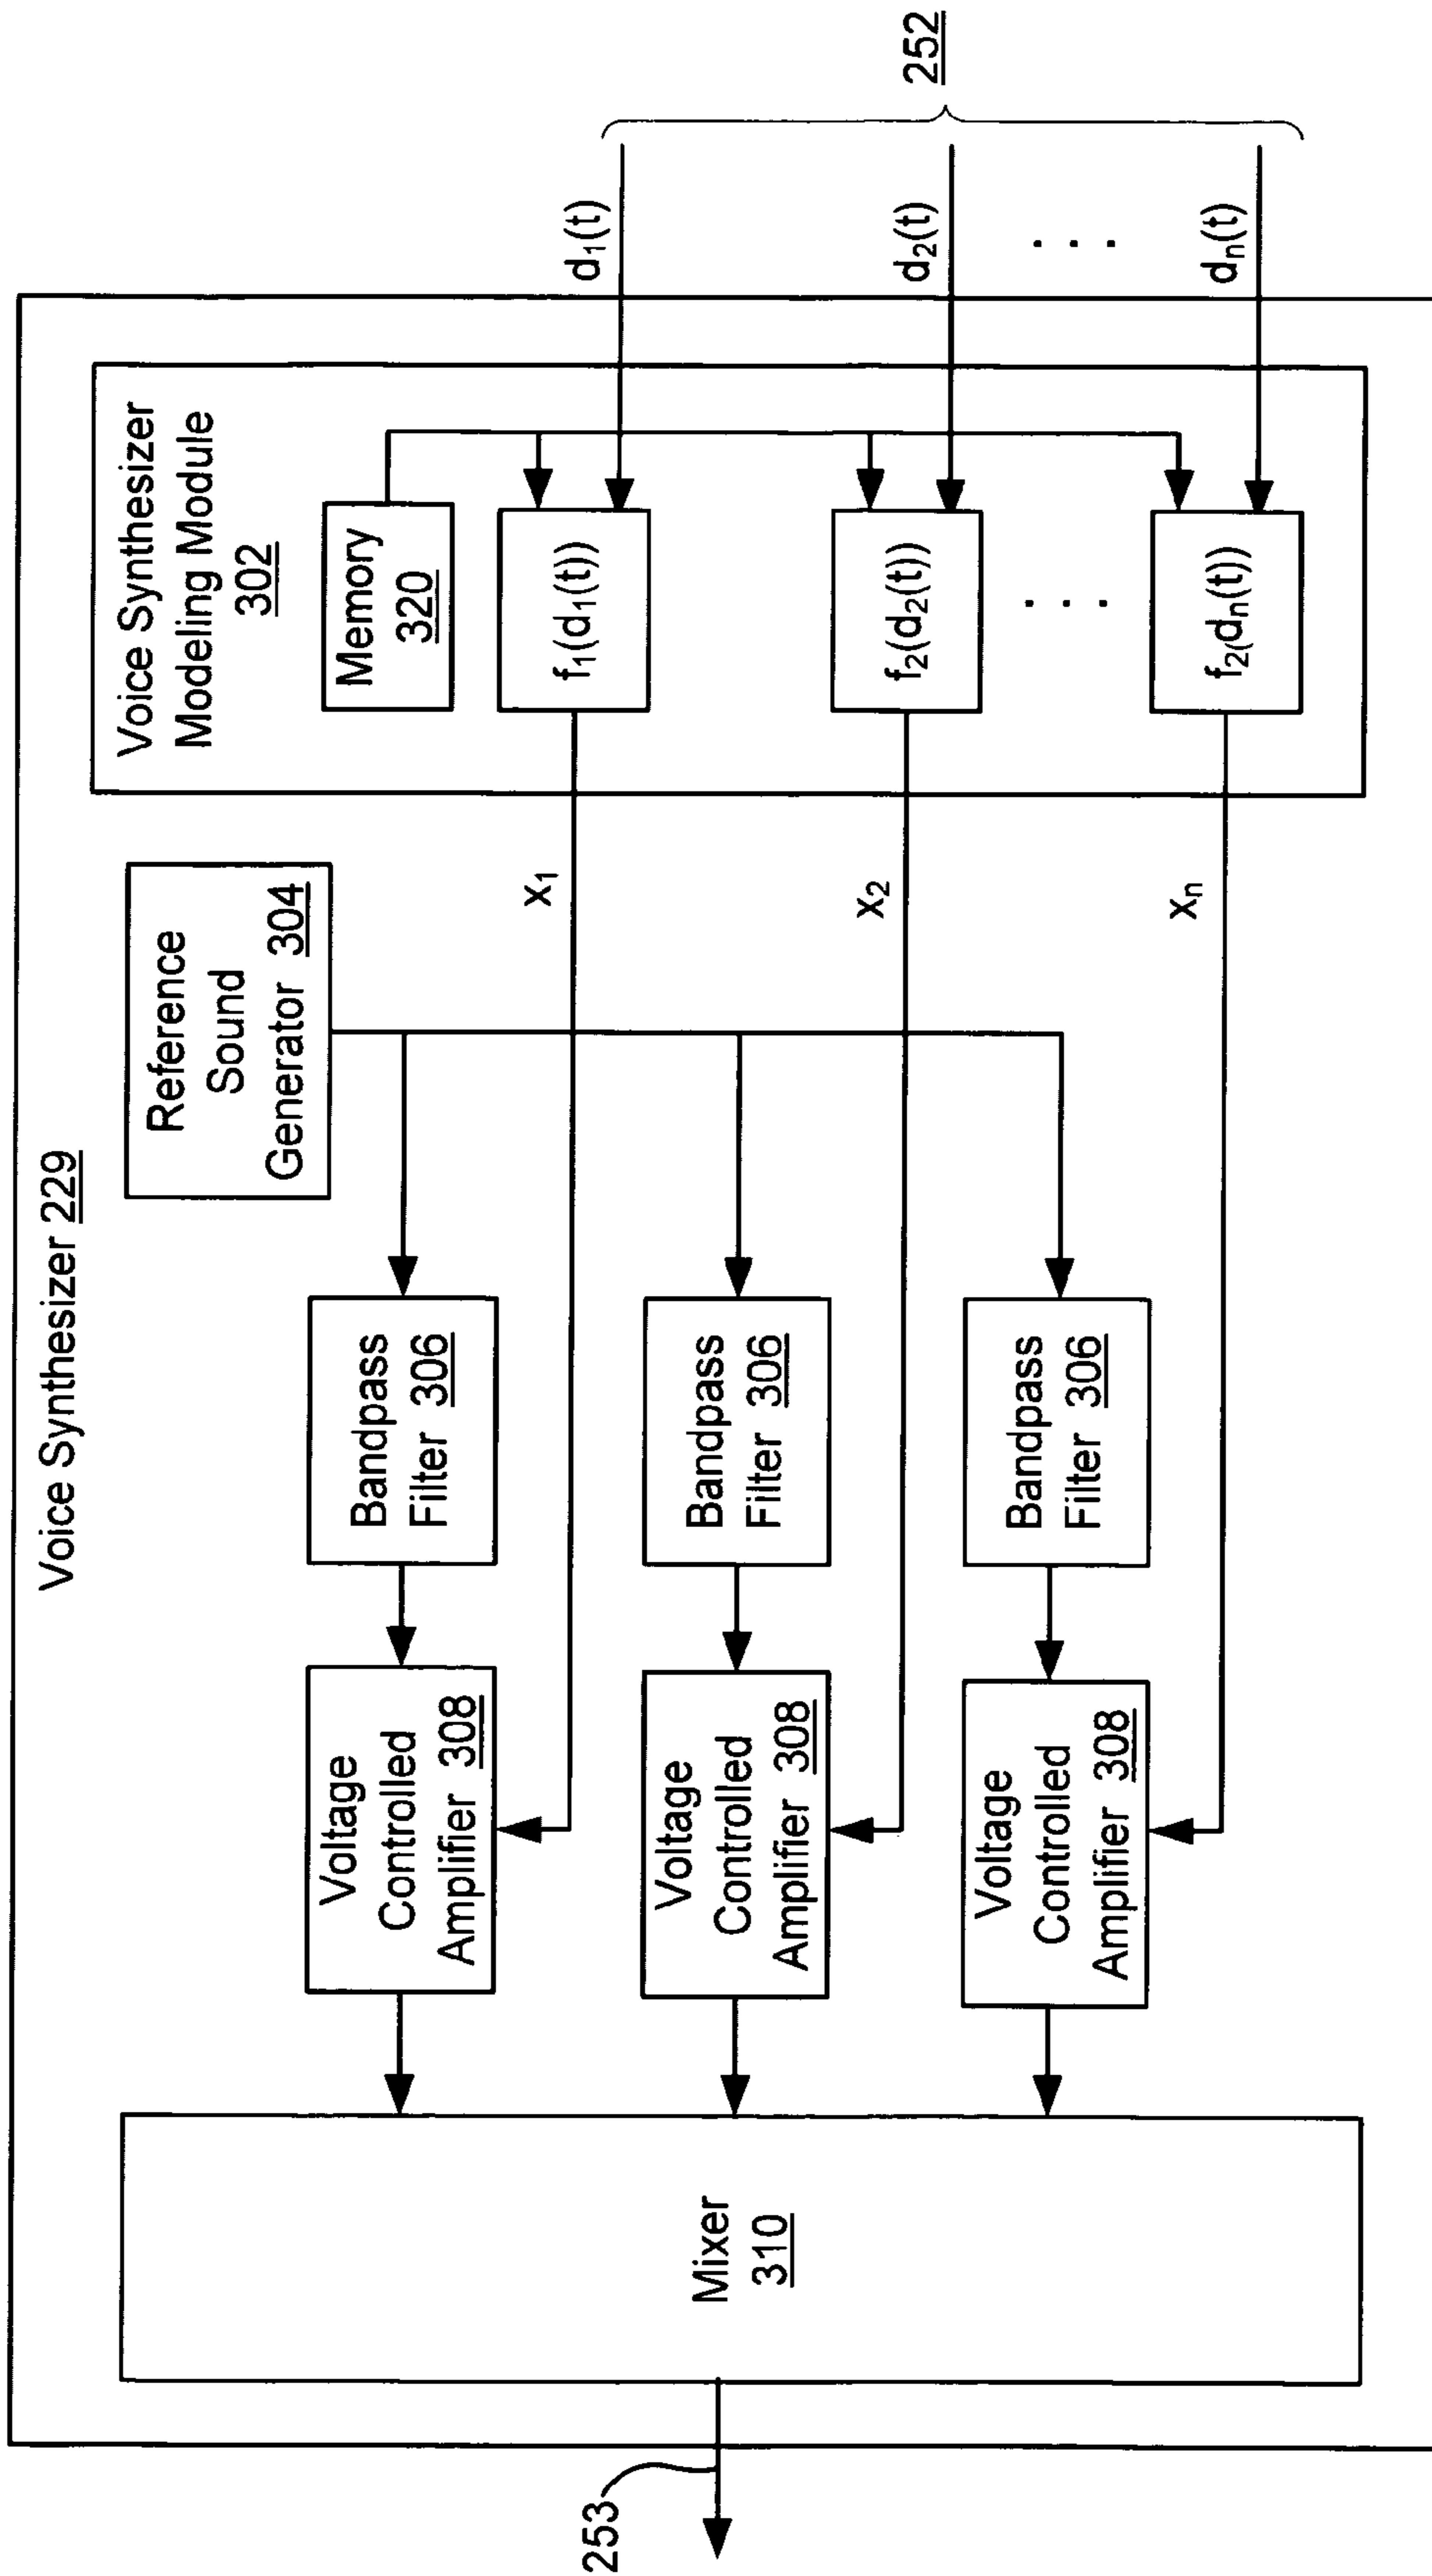 Voice Synthesizer 229
Voice Synthesizer
Modeling Module
302
Memory
320
f₁(d₁(t))
f₂(d₂(t))
. . .
f₂(dₙ(t))
d₁(t)
d₂(t)
. . .
dₙ(t)
252
Reference
Sound
Generator 304
x₁
x₂
xₙ
Bandpass
Filter 306
Bandpass
Filter 306
Bandpass
Filter 306
Voltage
Controlled
Amplifier 308
Voltage
Controlled
Amplifier 308
Voltage
Controlled
Amplifier 308
Mixer
310
253